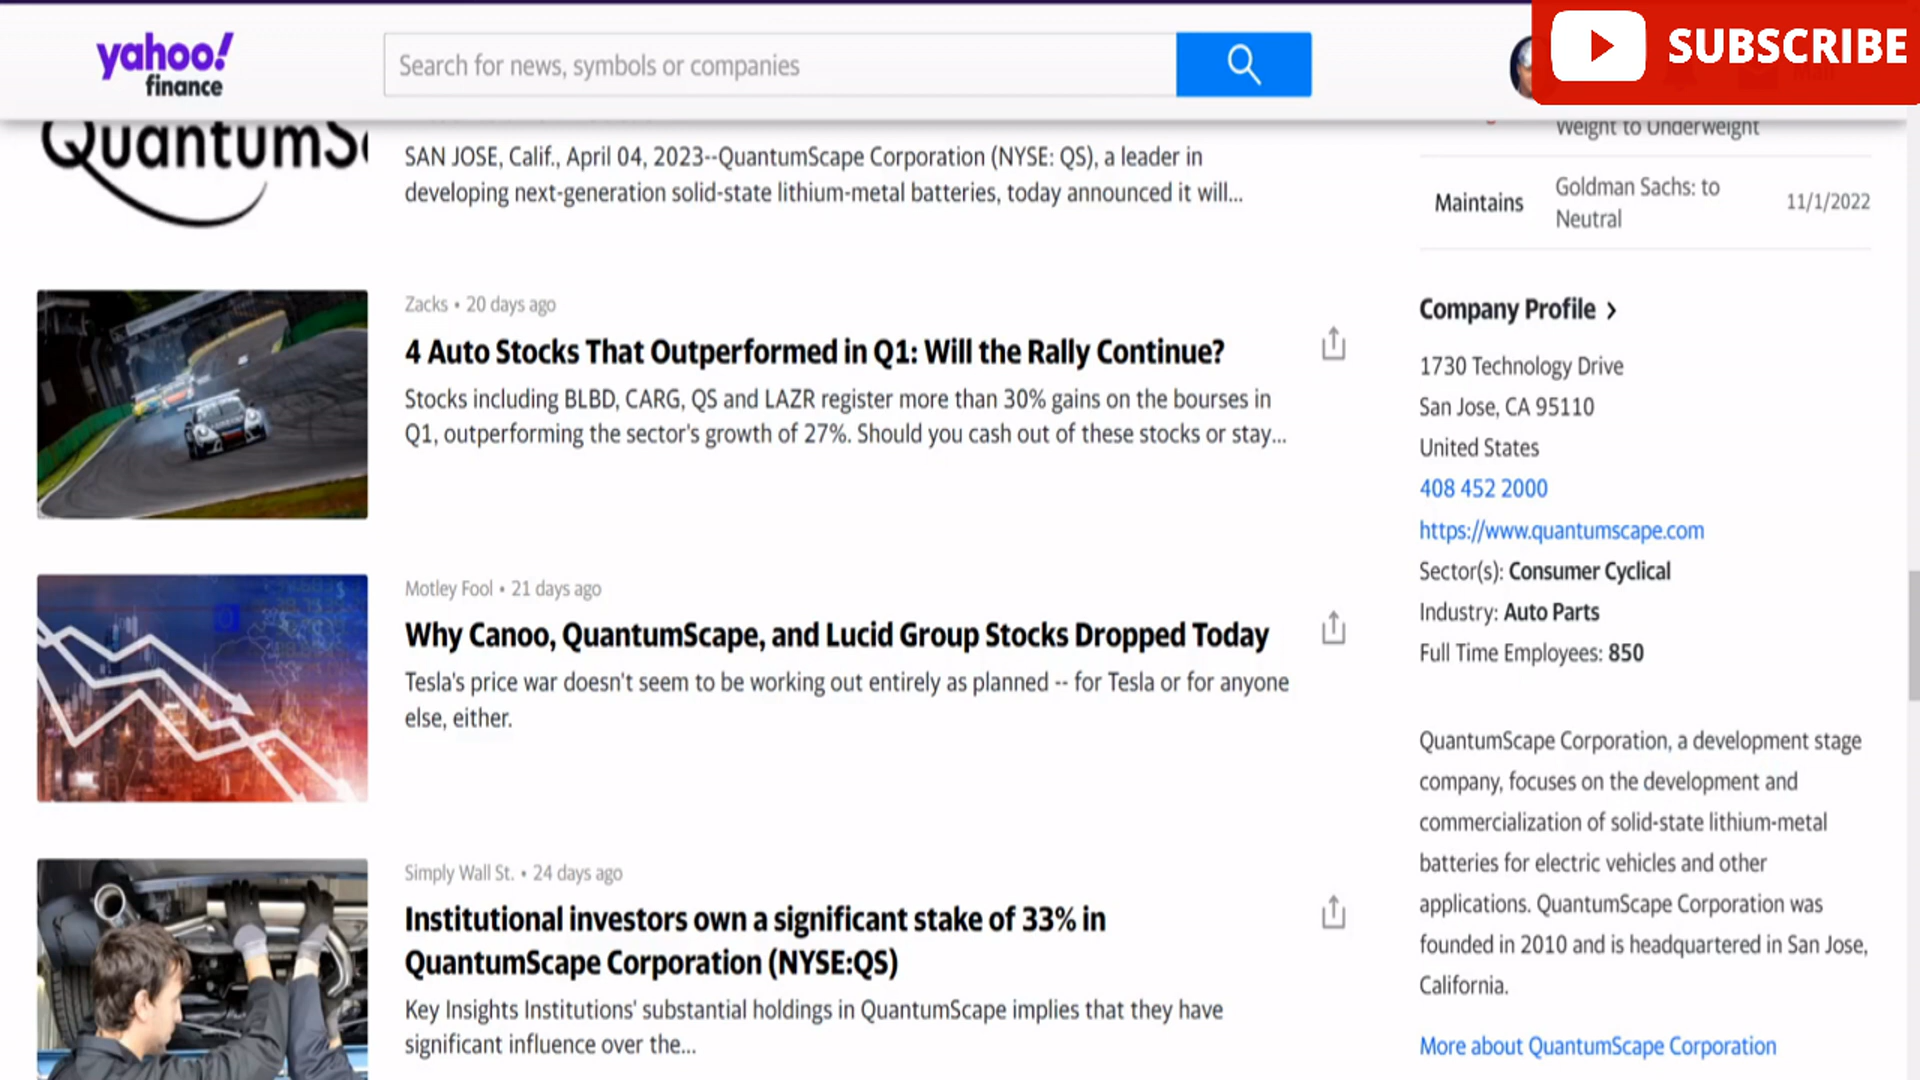 yahoo!
finance
Search for news, symbols or companies
SUBSCRIBE
QuantumSc
SAN JOSE, Calif., April 04, 2023--QuantumScape Corporation (NYSE: QS), a leader in
developing next-generation solid-state lithium-metal batteries, today announced it will...
Zacks • 20 days ago
4 Auto Stocks That Outperformed in Q1: Will the Rally Continue?
Stocks including BLBD, CARG, QS and LAZR register more than 30% gains on the bourses in
Q1, outperforming the sector's growth of 27%. Should you cash out of these stocks or stay...
Motley Fool • 21 days ago
Why Canoo, QuantumScape, and Lucid Group Stocks Dropped Today
Tesla's price war doesn't seem to be working out entirely as planned -- for Tesla or for anyone
else, either.
Simply Wall St. • 24 days ago
Institutional investors own a significant stake of 33% in
QuantumScape Corporation (NYSE:QS)
Key Insights Institutions' substantial holdings in QuantumScape implies that they have
significant influence over the...
Weight to Underweight
Maintains
Goldman Sachs: to
Neutral
11/1/2022
Company Profile >
1730 Technology Drive
San Jose, CA 95110
United States
408 452 2000
https://www.quantumscape.com
Sector(s): Consumer Cyclical
Industry: Auto Parts
Full Time Employees: 850
QuantumScape Corporation, a development stage
company, focuses on the development and
commercialization of solid-state lithium-metal
batteries for electric vehicles and other
applications. QuantumScape Corporation was
founded in 2010 and is headquartered in San Jose,
California.
More about QuantumScape Corporation